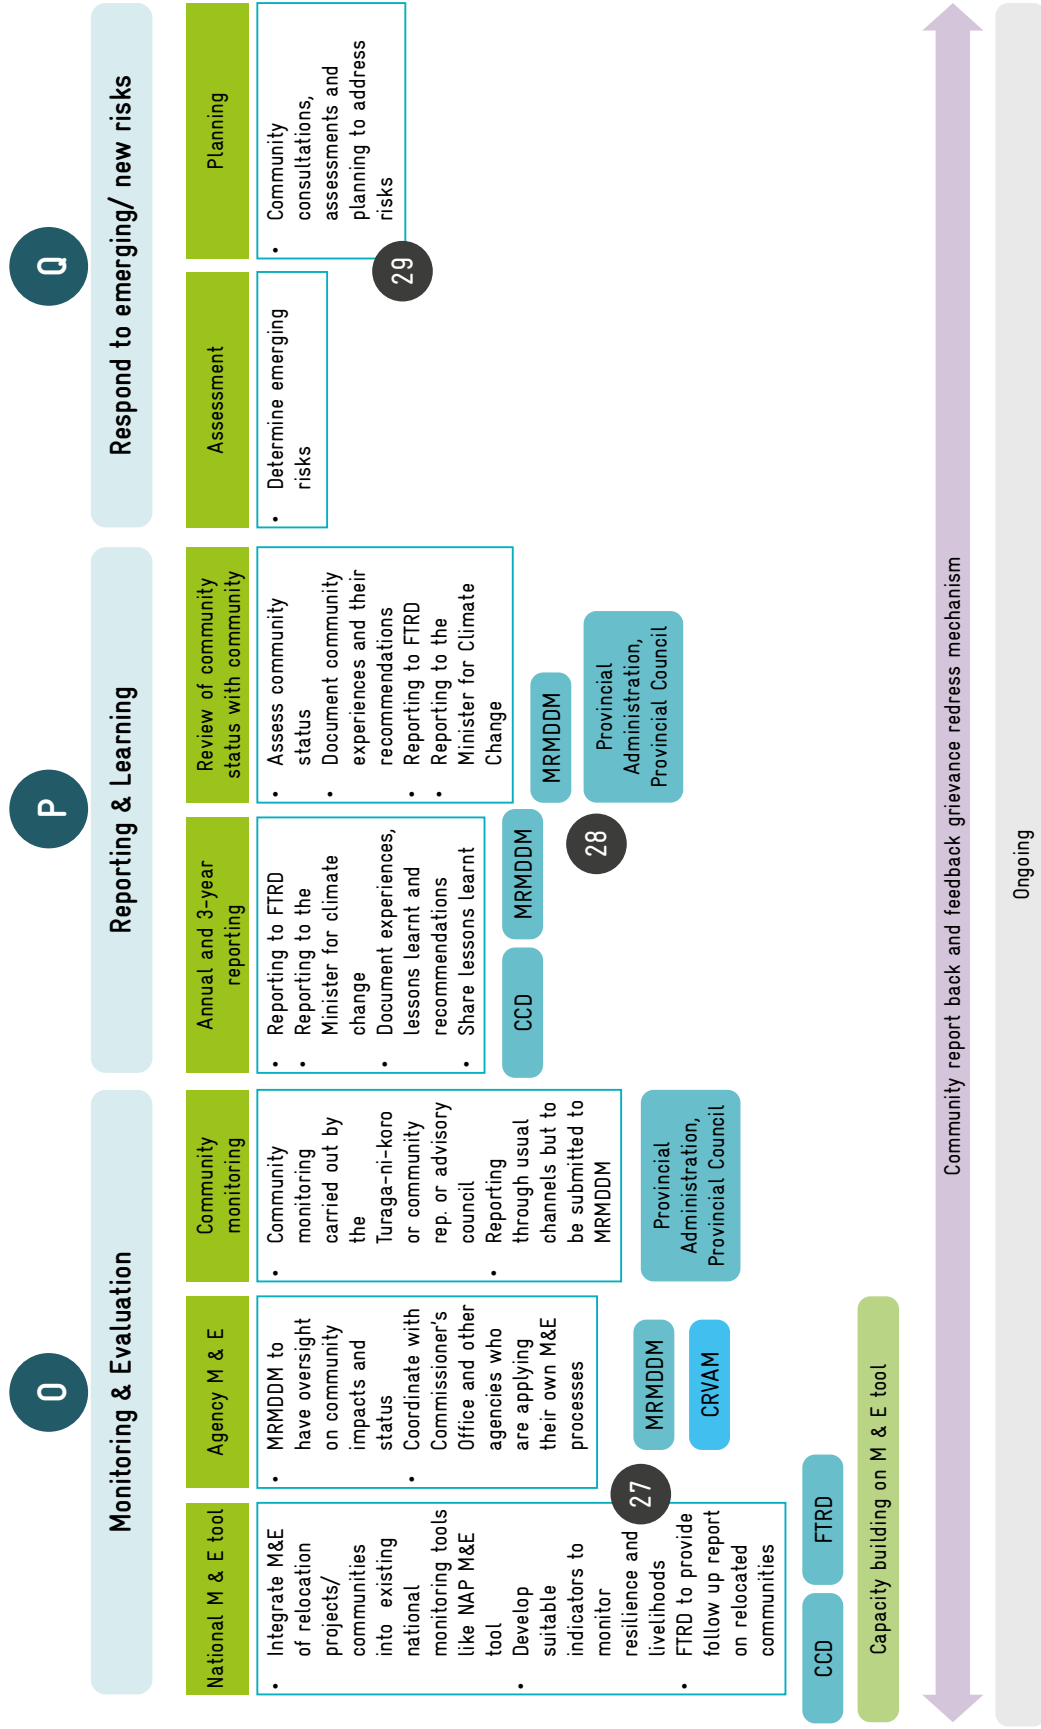 O
Monitoring & Evaluation
National M & E tool
• Integrate M&E
of relocation
projects/
communities
into existing
national
monitoring tools
like NAP M&E
tool
• Develop
suitable
indicators to
monitor
resilience and
livelihoods
• FTRD to provide
follow up report
on relocated
communities
CCD
FTRD
Agency M & E
• MRMDDM to
have oversight
on community
impacts and
status
• Coordinate with
Commissioner's
Office and other
agencies who
are applying
their own M&E
processes
27
MRMDDM
CRVAM
Capacity building on M & E tool
Community
monitoring
• Community
monitoring
carried out by
the
Turaga-ni-koro
or community
rep. or advisory
council
• Reporting
through usual
channels but to
be submitted to
MRMDDM
Provincial
Administration,
Provincial Council
P
Reporting & Learning
Annual and 3-year
reporting
• Reporting to FTRD
• Reporting to the
Minister for climate
change
• Document experiences,
lessons learnt and
recommendations
• Share lessons learnt
CCD
MRMDDM
28
Review of community
status with community
• Assess community
status
• Document community
experiences and their
recommendations
• Reporting to FTRD
• Reporting to the
Minister for Climate
Change
MRMDDM
Provincial
Administration,
Provincial Council
Q
Respond to emerging/ new risks
Assessment
• Determine emerging
risks
29
Planning
• Community
consultations,
assessments and
planning to address
risks
Community report back and feedback grievance redress mechanism
Ongoing